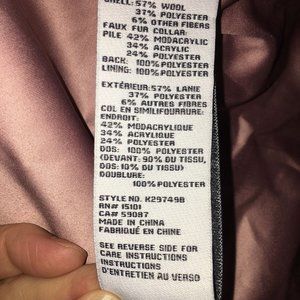 SHELL: 57% WOOL
37% POLYESTER
6% OTHER FIBERS
FAUX FUR COLLAR:
PILE 42% MODACRYLIC
34% ACRYLIC
24% POLYESTER
BACK: 100% POLYESTER
LINING: 100% POLYESTER
EXTÉRIEUR:57% LANIE
37% POLYESTER
6% AUTRES FIBRES
COL EN SIMILIFOURRURE:
ENDROIT:
42% MODACRYLIQUE
34% ACRYLIQUE
24% POLYESTER
DOS: 100% POLYESTER
(DEVANT: 90% DU TISSU,
DOS: 10% DU TISSU)
DOUBLURE:
100% POLYESTER
STYLE NO. K29749B
RN# 15101
CA# 59087
MADE IN CHINA
FABRIQUÉ EN CHINE
SEE REVERSE SIDE FOR
CARE INSTRUCTIONS
INSTRUCTIONS
D'ENTRETIEN AU VERSO